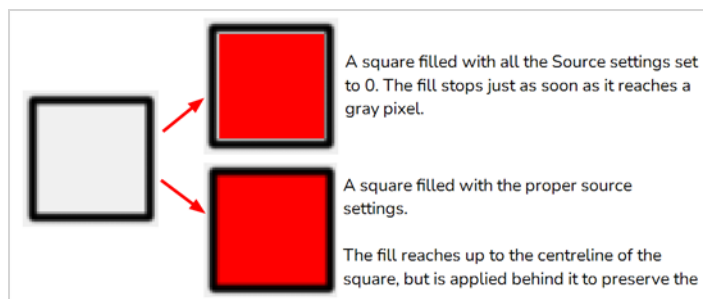 A square filled with all the Source settings set
to 0. The fill stops just as soon as it reaches a
gray pixel.
A square filled with the proper source
settings.
The fill reaches up to the centreline of the
square, but is applied behind it to preserve the